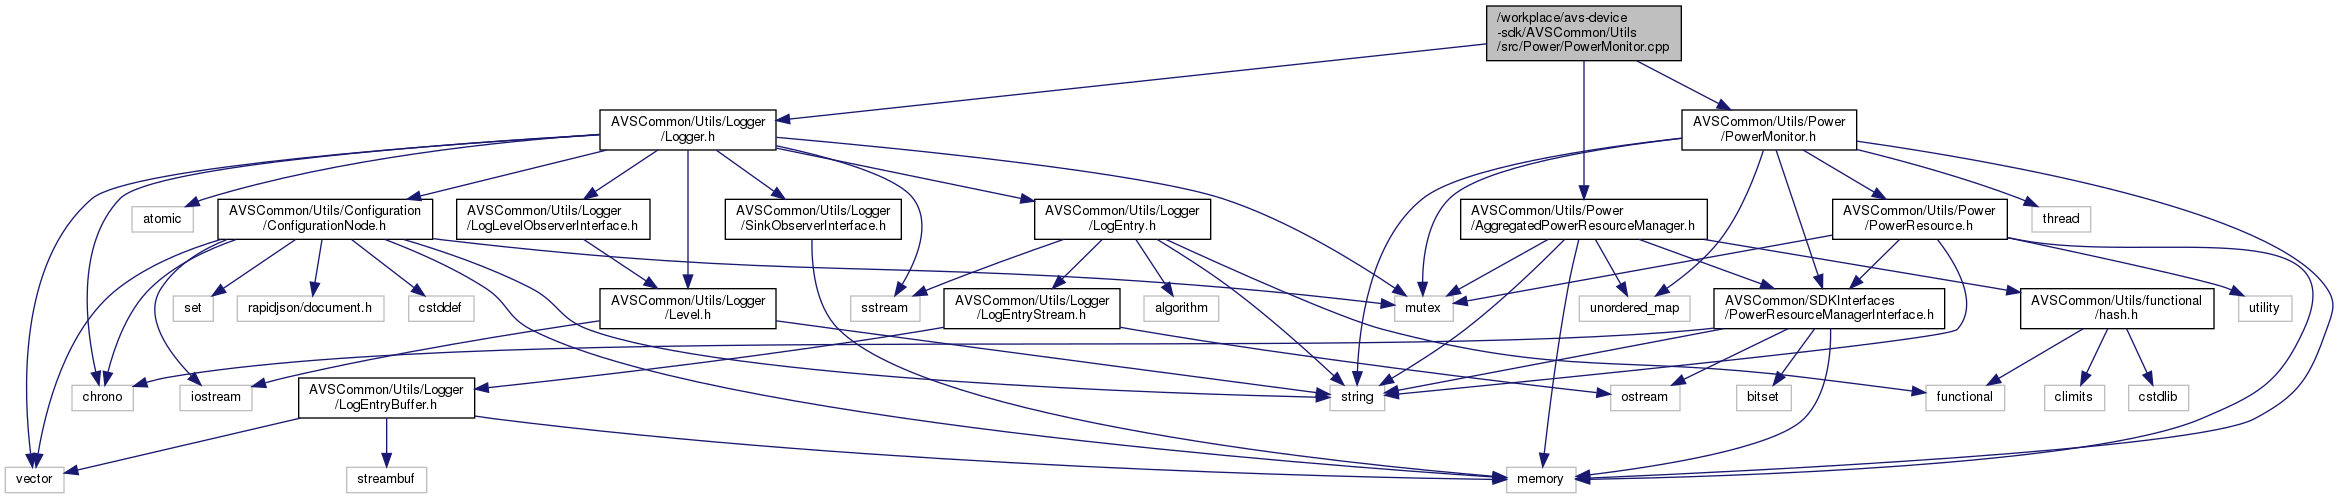 /workplace/avs-device
-sdk/AVSCommon/Utils
/src/Power/PowerMonitor.cpp
AVSCommon/Utils/Logger
/Logger.h
AVSCommon/Utils/Power
/PowerMonitor.h
atomic
AVSCommon/Utils/Configuration
/ConfigurationNode.h
AVSCommon/Utils/Logger
/LogLevelObserverInterface.h
AVSCommon/Utils/Logger
/SinkObserverInterface.h
AVSCommon/Utils/Logger
/LogEntry.h
AVSCommon/Utils/Power
/AggregatedPowerResourceManager.h
AVSCommon/Utils/Power
/PowerResource.h
thread
set
rapidjson/document.h
cstddef
AVSCommon/Utils/Logger
/Level.h
sstream
AVSCommon/Utils/Logger
/LogEntryStream.h
algorithm
mutex
unordered_map
AVSCommon/SDKInterfaces
/PowerResourceManagerInterface.h
AVSCommon/Utils/functional
/hash.h
utility
chrono
iostream
AVSCommon/Utils/Logger
/LogEntryBuffer.h
string
ostream
bitset
functional
climits
cstdlib
vector
streambuf
memory